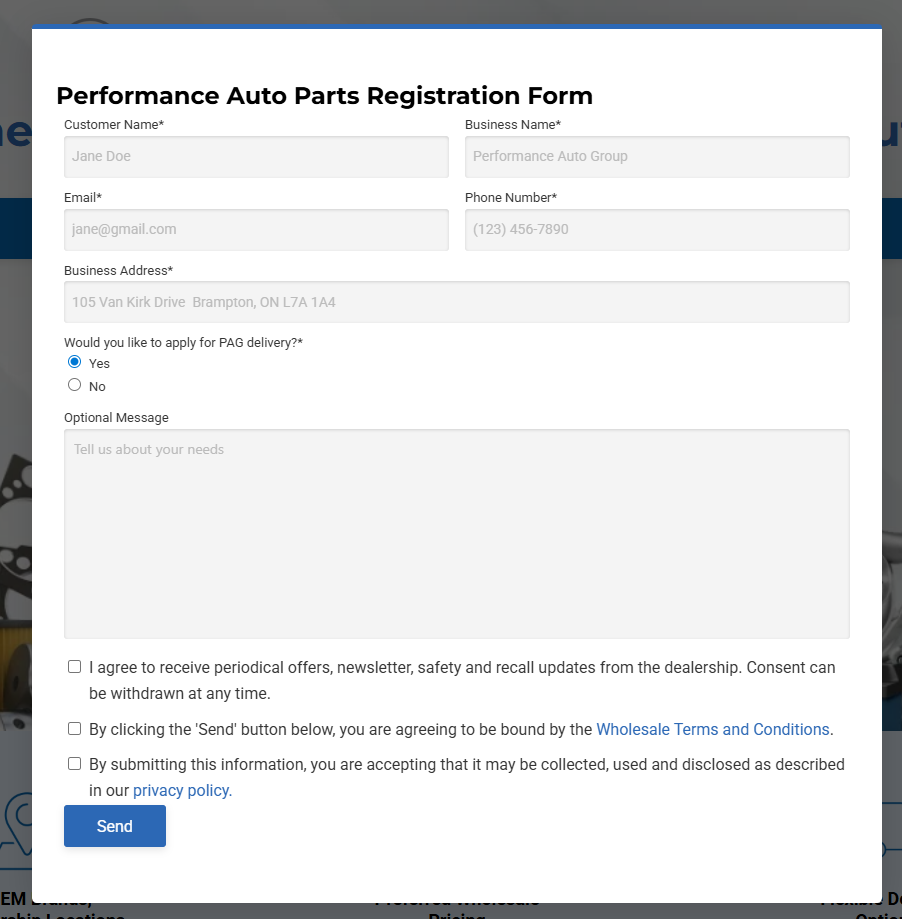 Performance Auto Parts Registration Form
Customer Name* Business Name*
Jane Doe Performance Auto Group
Email* Phone Number*
jane@gmail.com (123) 456-7890
Business Address*
105 Van Kirk Drive  Brampton, ON L7A 1A4
Would you like to apply for PAG delivery?*
Yes
No
Optional Message
Tell us about your needs
I agree to receive periodical offers, newsletter, safety and recall updates from the dealership. Consent can
be withdrawn at any time.
By clicking the 'Send' button below, you are agreeing to be bound by the Wholesale Terms and Conditions.
By submitting this information, you are accepting that it may be collected, used and disclosed as described
in our privacy policy.
Send